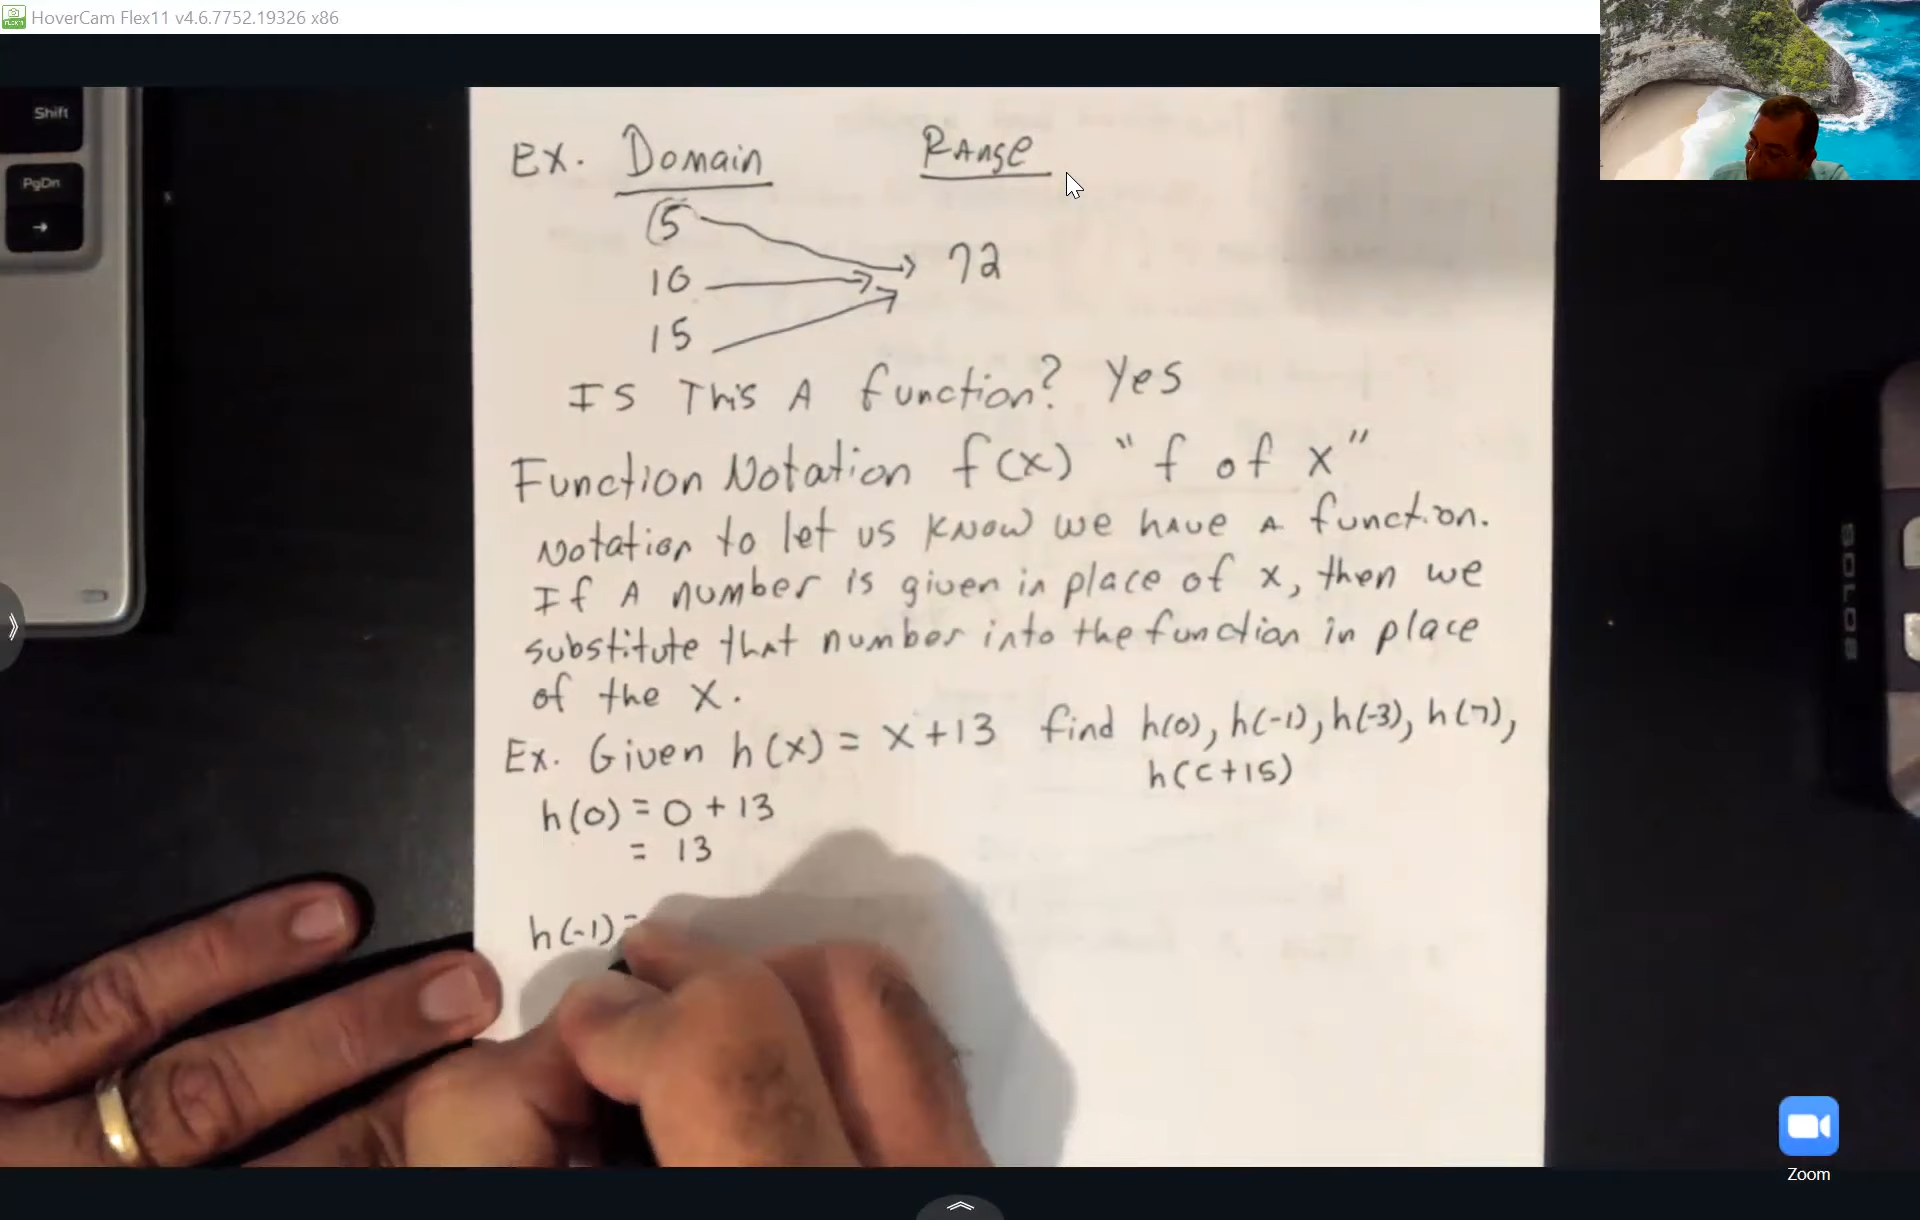 HoverCam Flex11 v4.6.7752.19326 x86
Shift
PgDn
Ex. Domain Range
5
10 72
15
Is This A function? Yes
Function Notation f(x) "f of x"
Notation to let us know we have a function.
If A number is given in place of x, then we
substitute that number into the function in place
of the x.
Ex. Given h(x) = x+13 find h(0), h(-1), h(-3), h(7),
h(c+15)
h(0) = 0 + 13
= 13
h(-1) =
SOLO8
Zoom